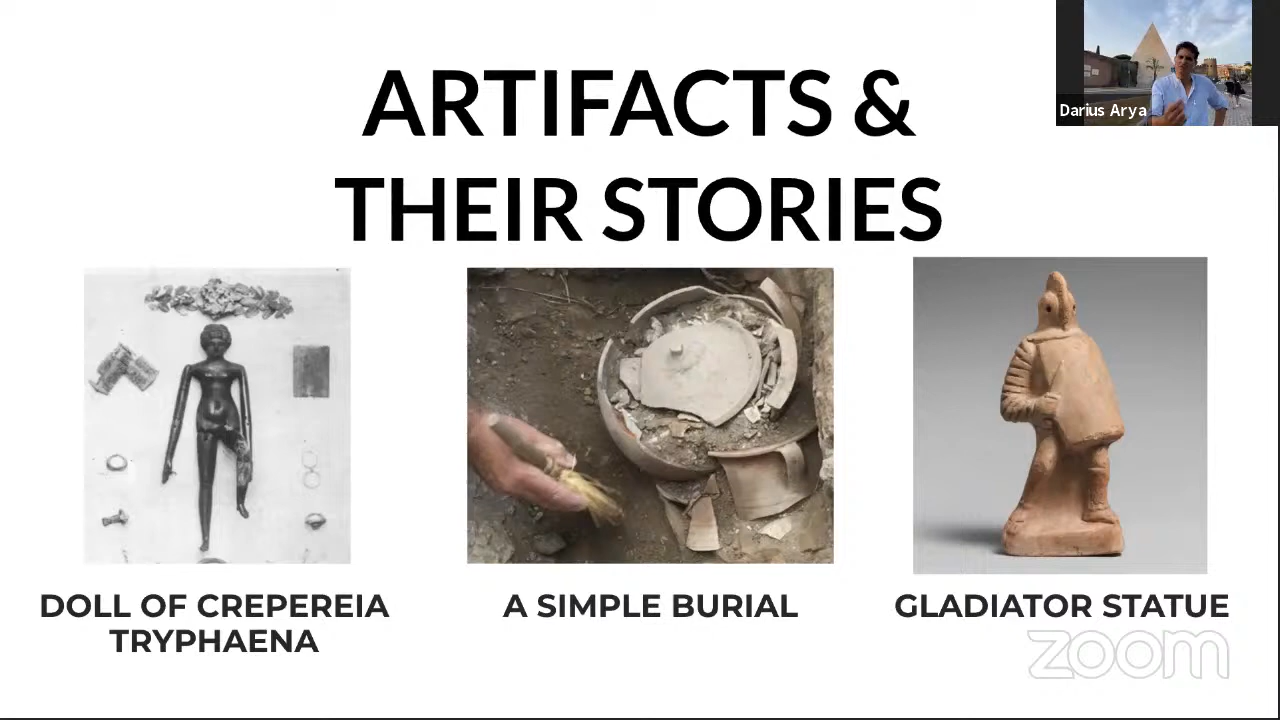 ARTIFACTS &
THEIR STORIES
Darius Arya
DOLL OF CREPEREIA
TRYPHAENA
A SIMPLE BURIAL
GLADIATOR STATUE
zoom